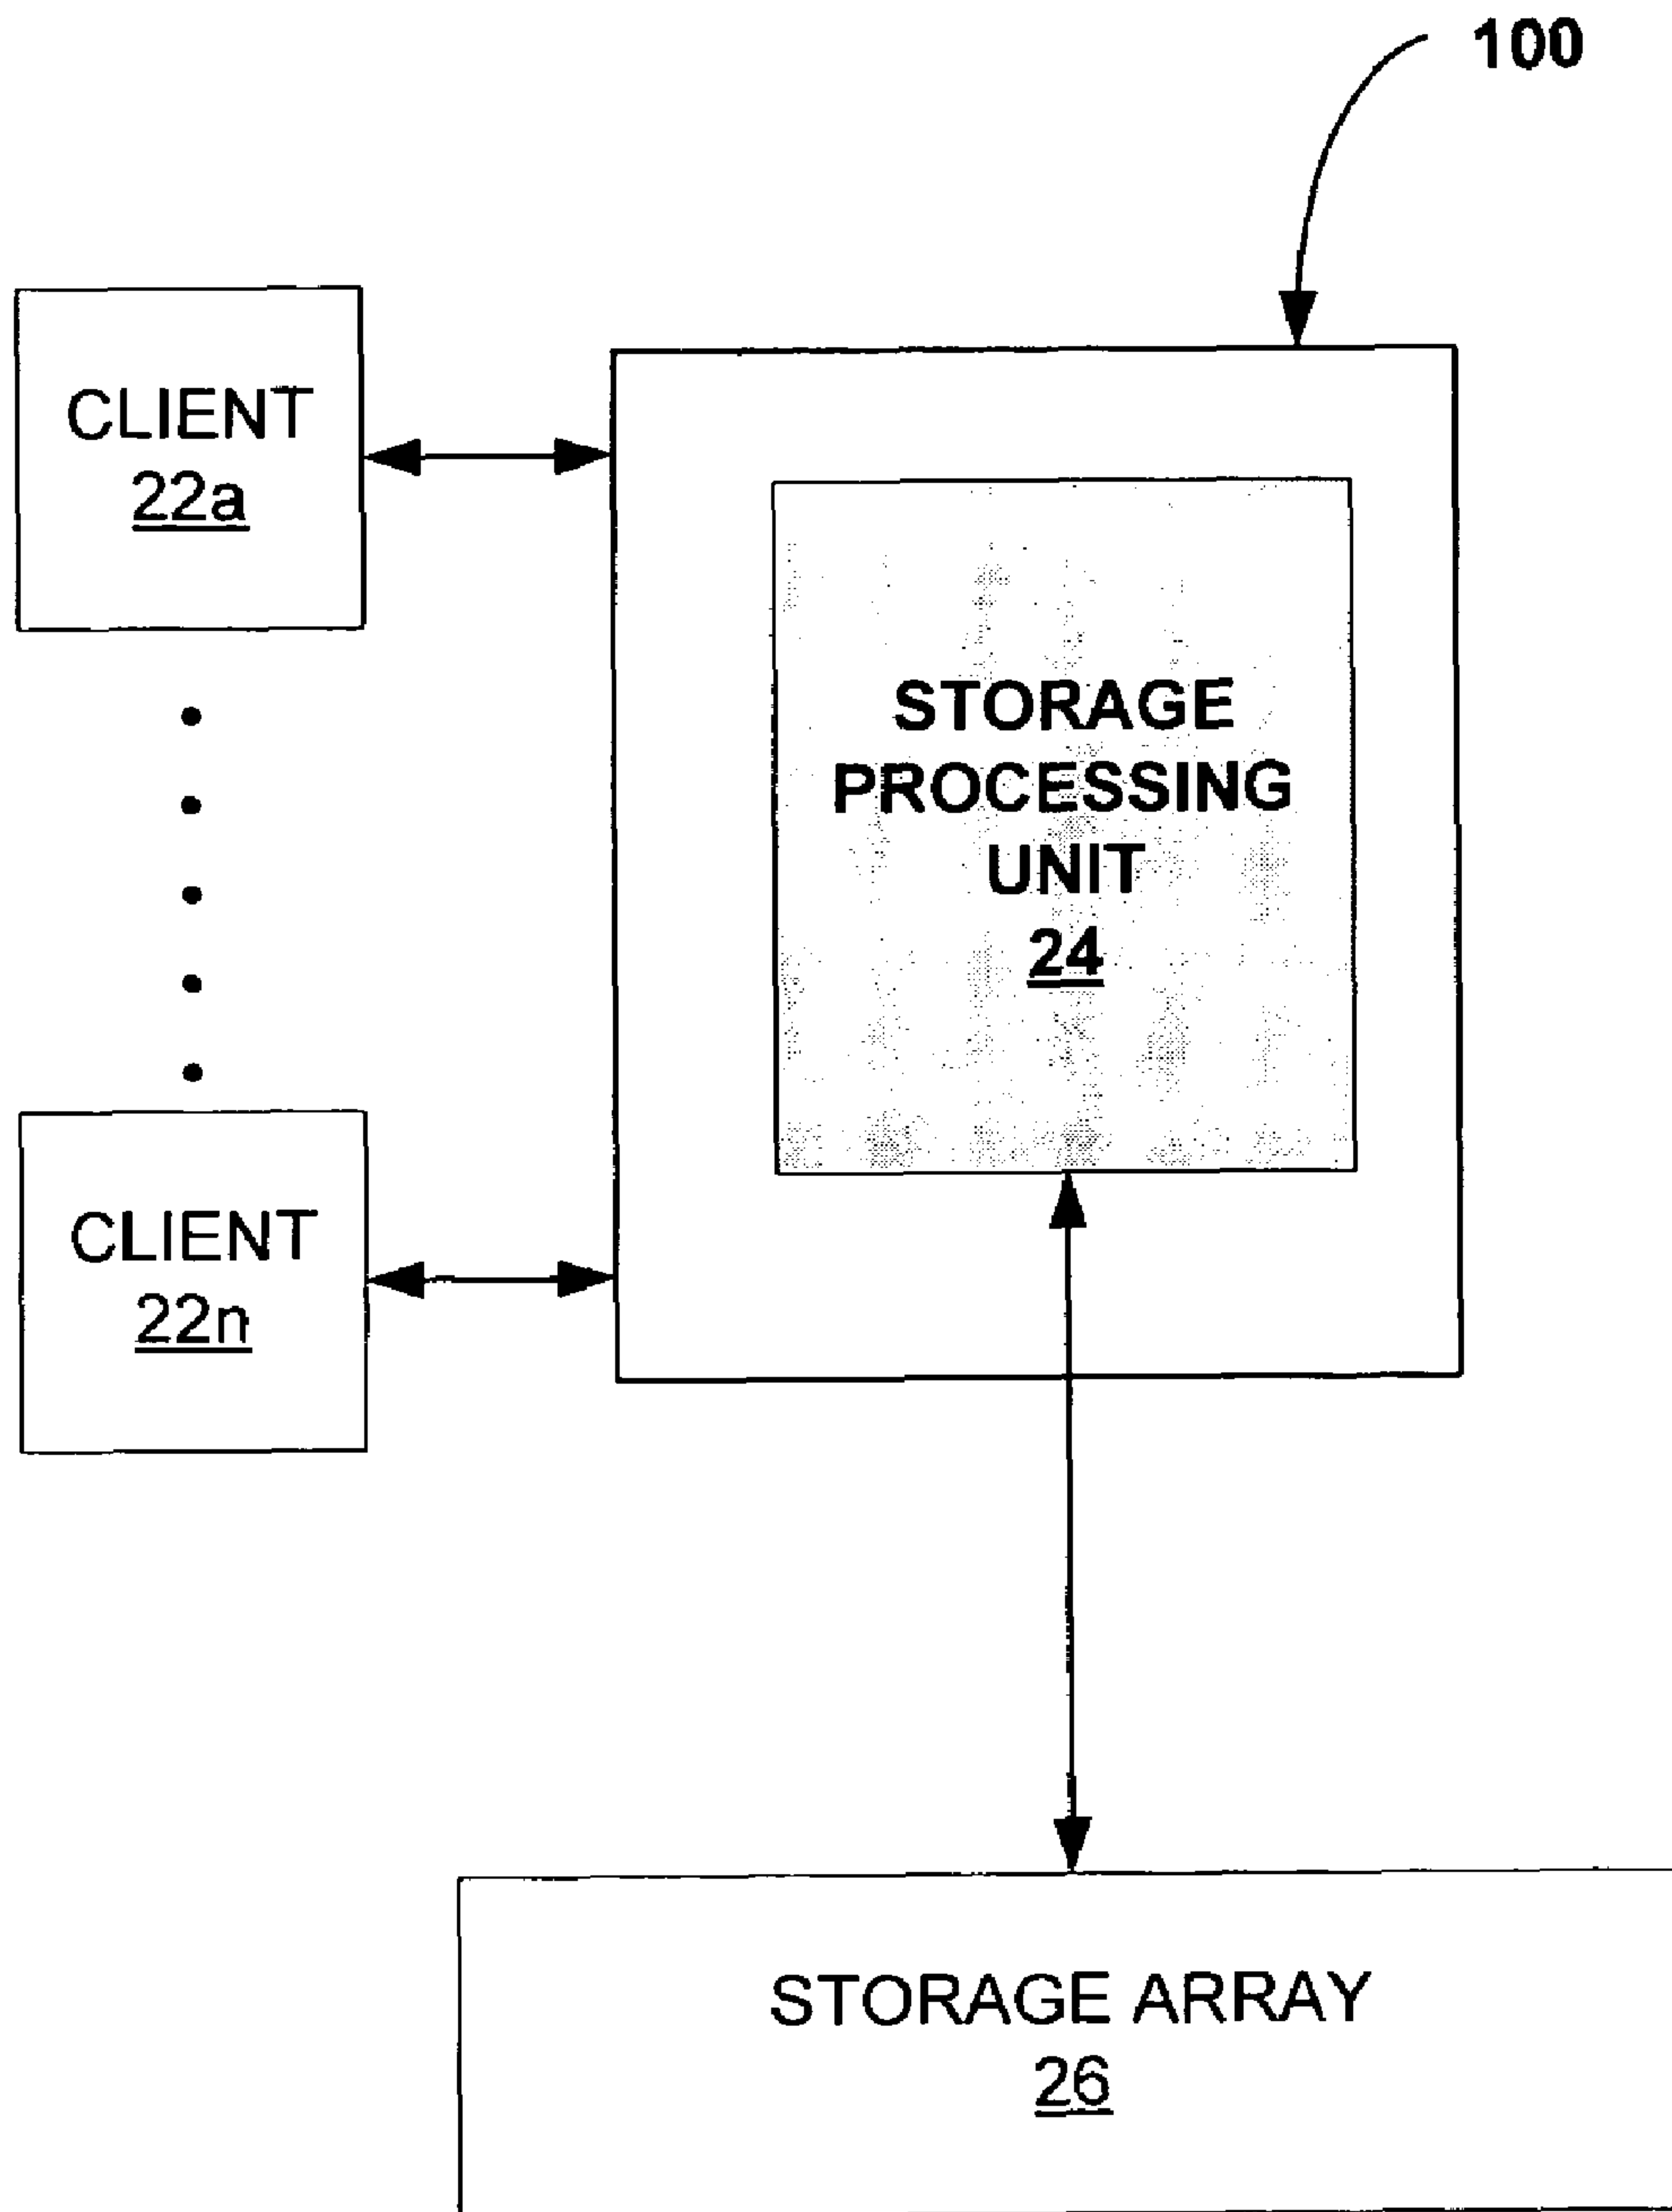 100
CLIENT
22a
STORAGE
PROCESSING
UNIT
24
CLIENT
22n
STORAGE ARRAY
26